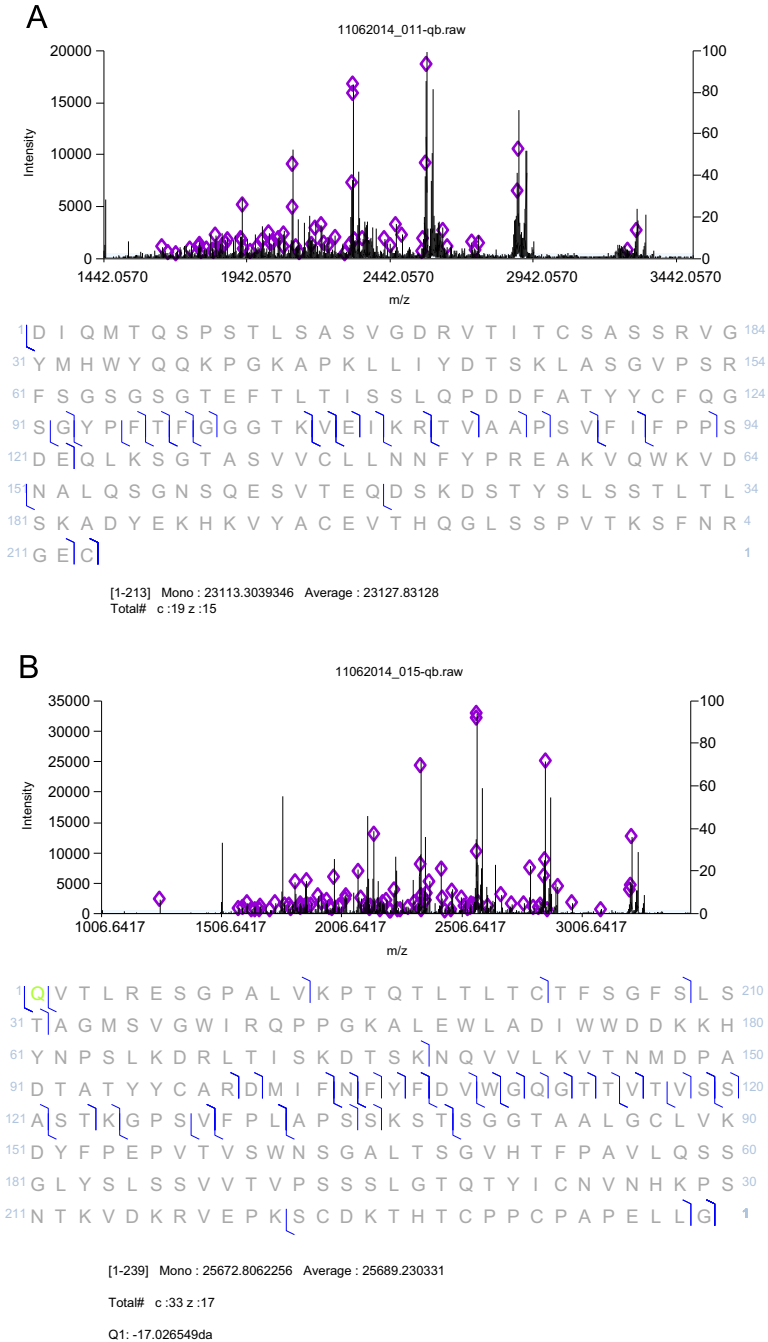 A
11062014_011-qb.raw
20000 100
80
15000
60
10000
40
5000
20
0 0
Intensity
1442.0570 1942.0570 2442.0570 2942.0570 3442.0570
m/z
1 D I Q M T Q S P S T L S A S V G D R V T I T C S A S S R V G 184
31 Y M H W Y Q Q K P G K A P K L L I Y D T S K L A S G V P S R 154
61 F S G S G S G T E F T L T I S S L Q P D D F A T Y Y C F Q G 124
91 S G Y P F T F G G G T K V E I K R T V A A P S V F I F P P S 94
121 D E Q L K S G T A S V V C L L N N F Y P R E A K V Q W K V D 64
151 N A L Q S G N S Q E S V T E Q D S K D S T Y S L S S T L T L 34
181 S K A D Y E K H K V Y A C E V T H Q G L S S P V T K S F N R 4
211 G E C 1
[1-213] Mono : 23113.3039346 Average : 23127.83128
Total# c :19 z :15
B
11062014_015-qb.raw
35000 100
30000
80
25000
60
20000
15000
40
10000
20
5000
0 0
Intensity
1006.6417 1506.6417 2006.6417 2506.6417 3006.6417
m/z
1 Q V T L R E S G P A L V K P T Q T L T L T C T F S G F S L S 210
31 T A G M S V G W I R Q P P G K A L E W L A D I W W D D K K H 180
61 Y N P S L K D R L T I S K D T S K N Q V V L K V T N M D P A 150
91 D T A T Y Y C A R D M I F N F Y F D V W G Q G T T V T V S S 120
121 A S T K G P S V F P L A P S S K S T S G G T A A L G C L V K 90
151 D Y F P E P V T V S W N S G A L T S G V H T F P A V L Q S S 60
181 G L Y S L S S V V T V P S S S L G T Q T Y I C N V N H K P S 30
211 N T K V D K R V E P K S C D K T H T C P P C P A P E L L G 1
[1-239] Mono : 25672.8062256 Average : 25689.230331
Total# c :33 z :17
Q1: -17.026549da